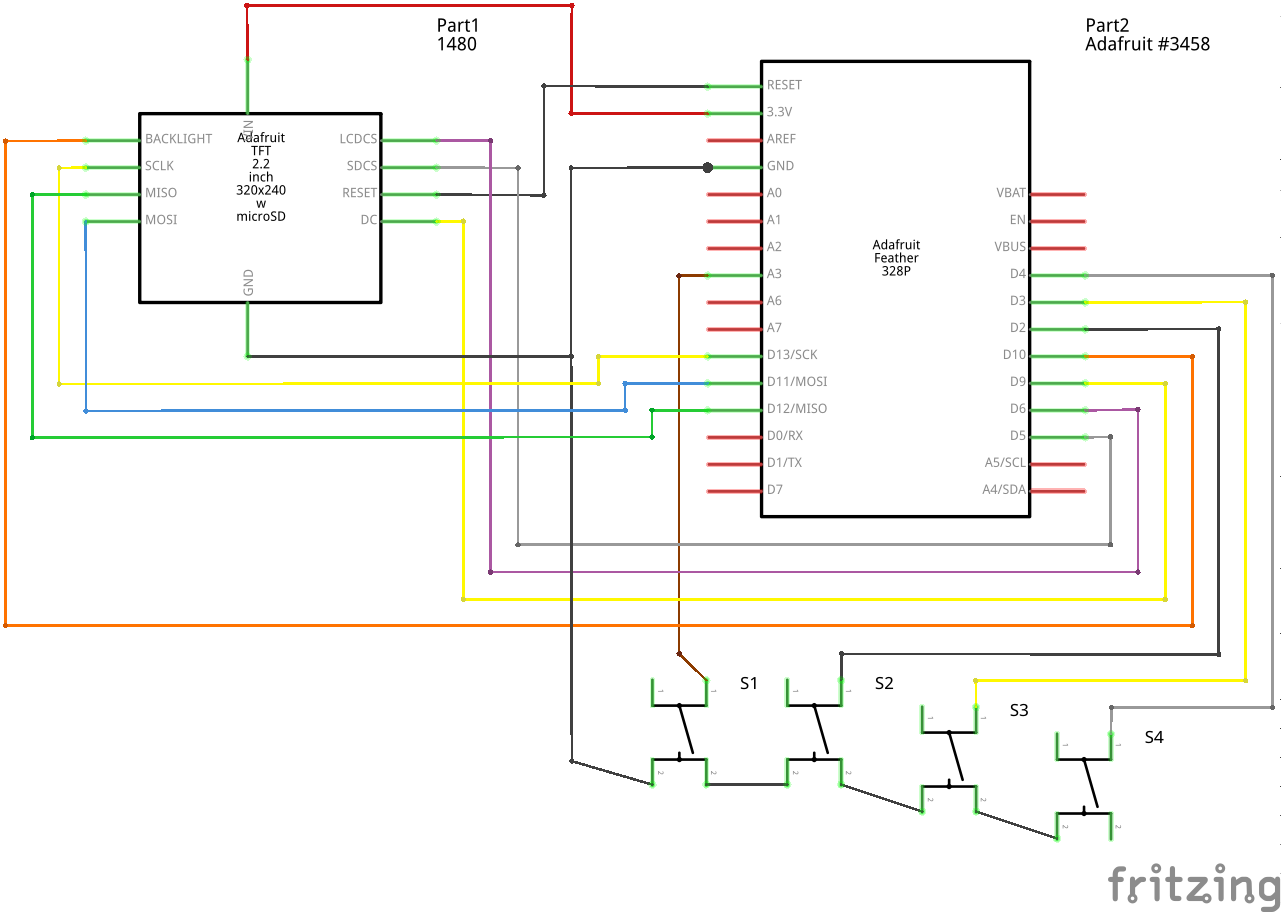 Part1
1480
Part2
Adafruit #3458
VIN
Adafruit
TFT
2.2
inch
320x240
w
microSD
BACKLIGHT
SCLK
MISO
MOSI
LCDCS
SDCS
RESET
DC
GND
RESET
3.3V
AREF
GND
A0
A1
A2
A3
A6
A7
D13/SCK
D11/MOSI
D12/MISO
D0/RX
D1/TX
D7
Adafruit
Feather
328P
VBAT
EN
VBUS
D4
D3
D2
D10
D9
D6
D5
A5/SCL
A4/SDA
S1
1
1
2
2
S2
1
1
2
2
S3
1
1
2
2
S4
1
1
2
2
fritzing